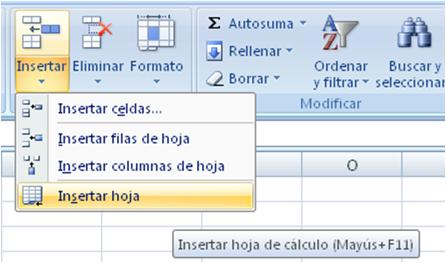 Insertar
Eliminar
Formato
Σ Autosuma
Rellenar
Borrar
Ordenar
y filtrar
Buscar y
seleccionar
Modificar
Insertar celdas...
Insertar filas de hoja
Insertar columnas de hoja
Insertar hoja
O
Insertar hoja de cálculo (Mayús+F11)